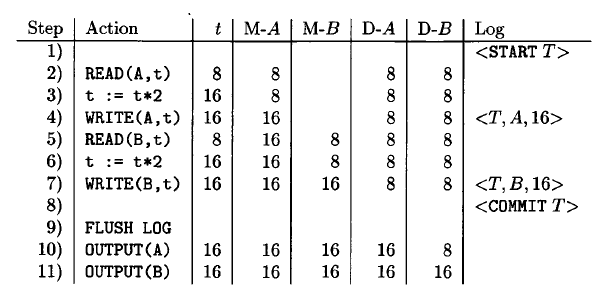 Step Action t M-A M-B D-A D-B Log
1) <START T>
2) READ(A,t) 8 8 8 8
3) t := t*2 16 8 8 8
4) WRITE(A,t) 16 16 8 8 <T, A, 16>
5) READ(B,t) 8 16 8 8 8
6) t := t*2 16 16 8 8 8
7) WRITE(B,t) 16 16 16 8 8 <T, B, 16>
8) <COMMIT T>
9) FLUSH LOG
10) OUTPUT(A) 16 16 16 16 8
11) OUTPUT(B) 16 16 16 16 16